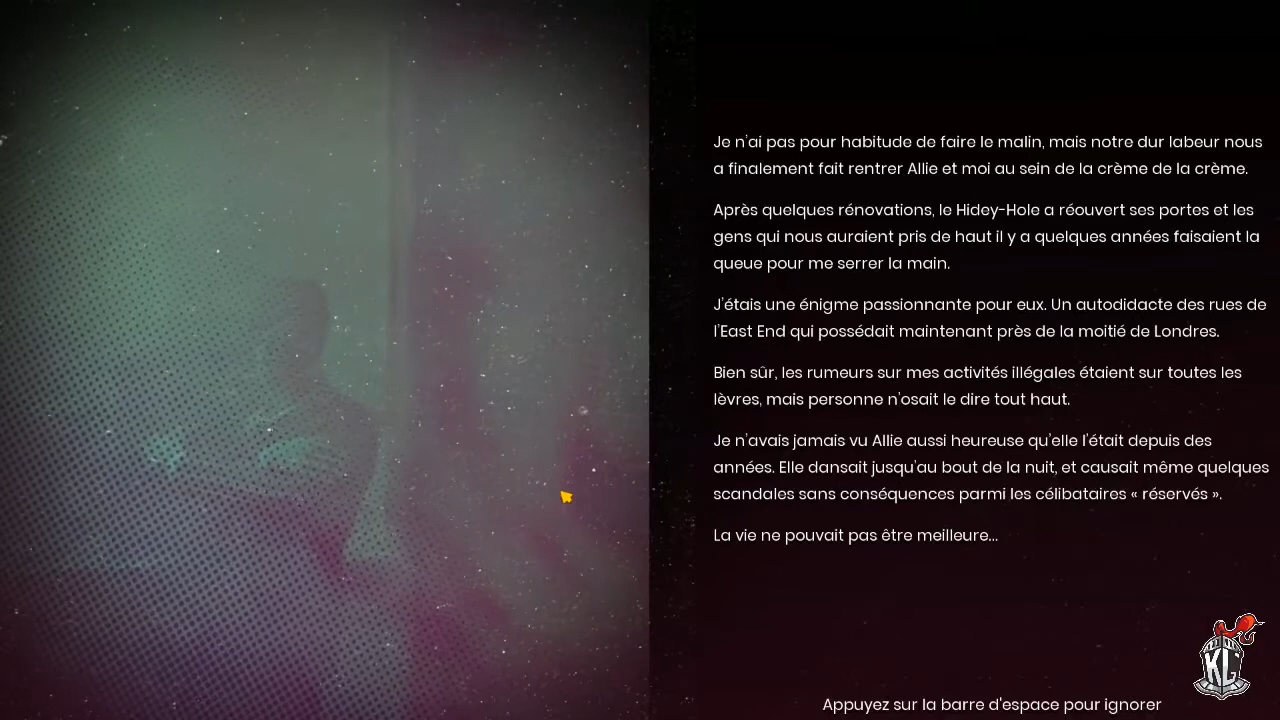 Je n'ai pas pour habitude de faire le malin, mais notre dur labeur nous
a finalement fait rentrer Allie et moi au sein de la crème de la crème.
Après quelques rénovations, le Hidey-Hole a réouvert ses portes et les
gens qui nous auraient pris de haut il y a quelques années faisaient la
queue pour me serrer la main.
J'étais une énigme passionnante pour eux. Un autodidacte des rues de
l'East End qui possédait maintenant près de la moitié de Londres.
Bien sûr, les rumeurs sur mes activités illégales étaient sur toutes les
lèvres, mais personne n'osait le dire tout haut.
Je n'avais jamais vu Allie aussi heureuse qu'elle l'était depuis des
années. Elle dansait jusqu'au bout de la nuit, et causait même quelques
scandales sans conséquences parmi les célibataires « réservés ».
La vie ne pouvait pas être meilleure...
KL
Appuyez sur la barre d'espace pour ignorer